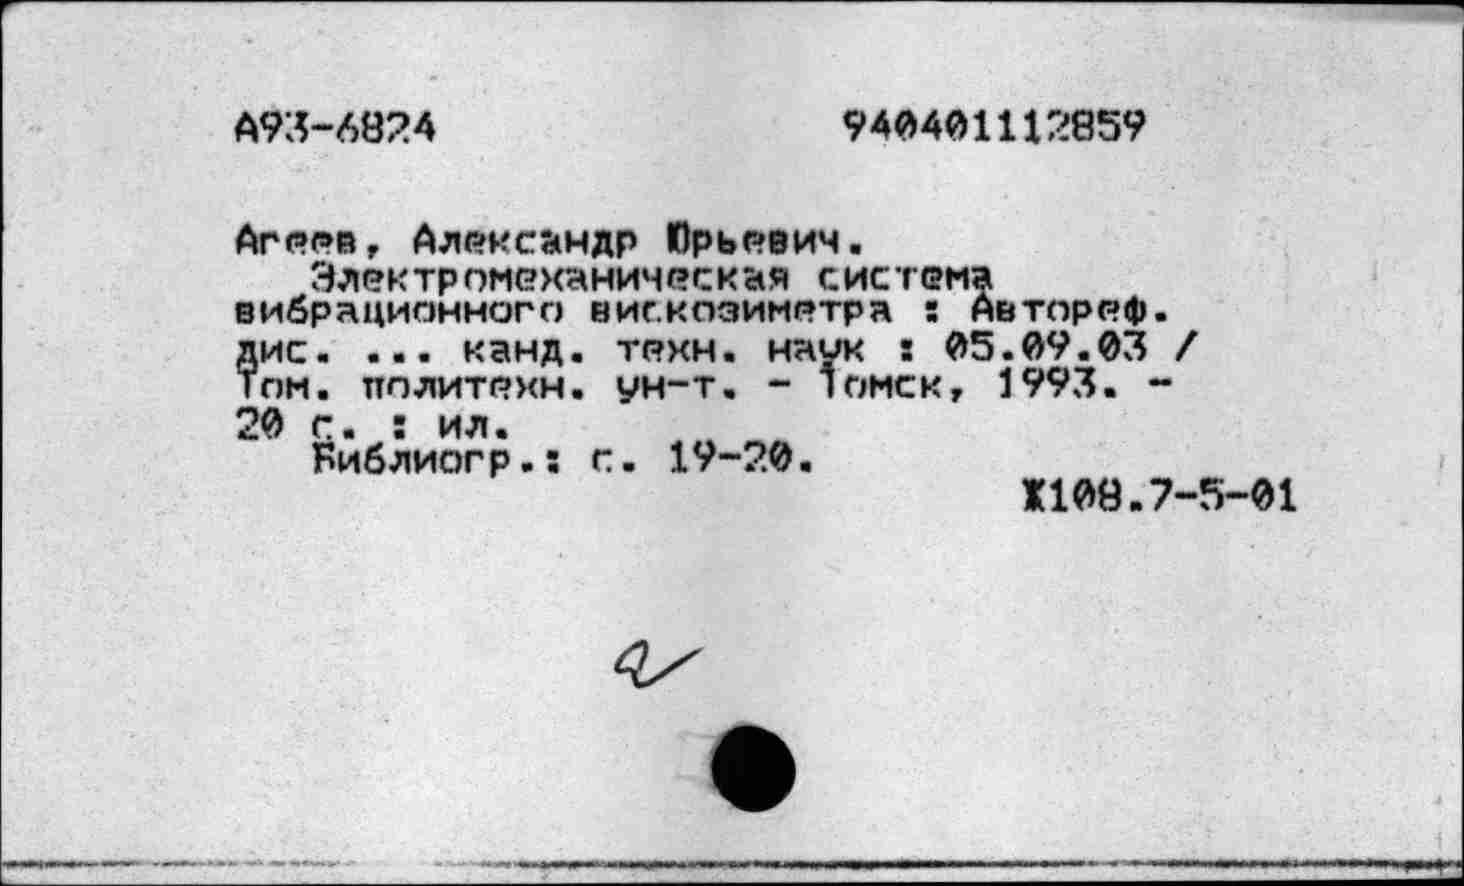 А93-6824 940401112859
Агеев, Александр Юрьевич.
Электромеханическая система
вибрационного вискозиметра : Автореф.
дис. ... канд. техн. наук : 05.09.03 /
Том. политехн. ун-т. - Томск, 1993. -
20 с. : ил.
Библиогр.: с. 19-20.
Ж108.7-5-01